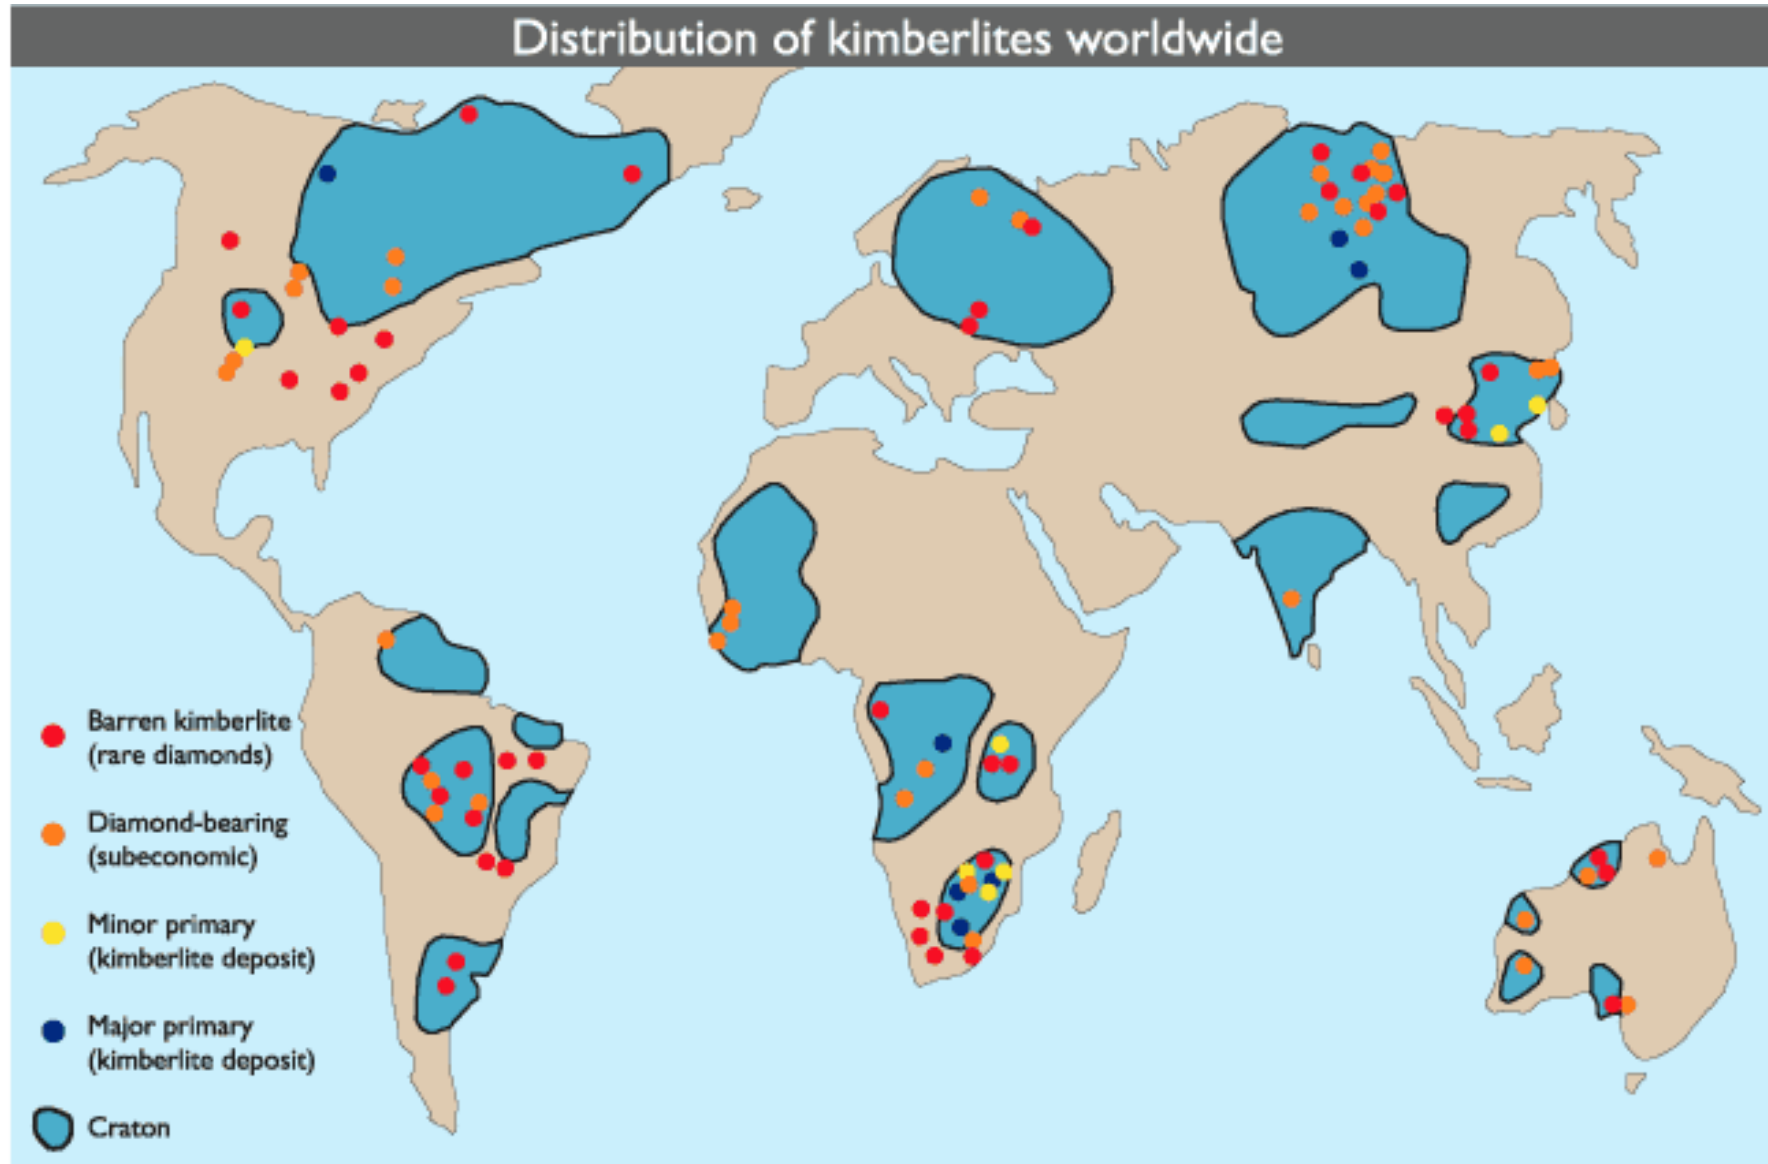 Distribution of kimberlites worldwide
Barren kimberlite
(rare diamonds)
Diamond-bearing
(subeconomic)
Minor primary
(kimberlite deposit)
Major primary
(kimberlite deposit)
Craton